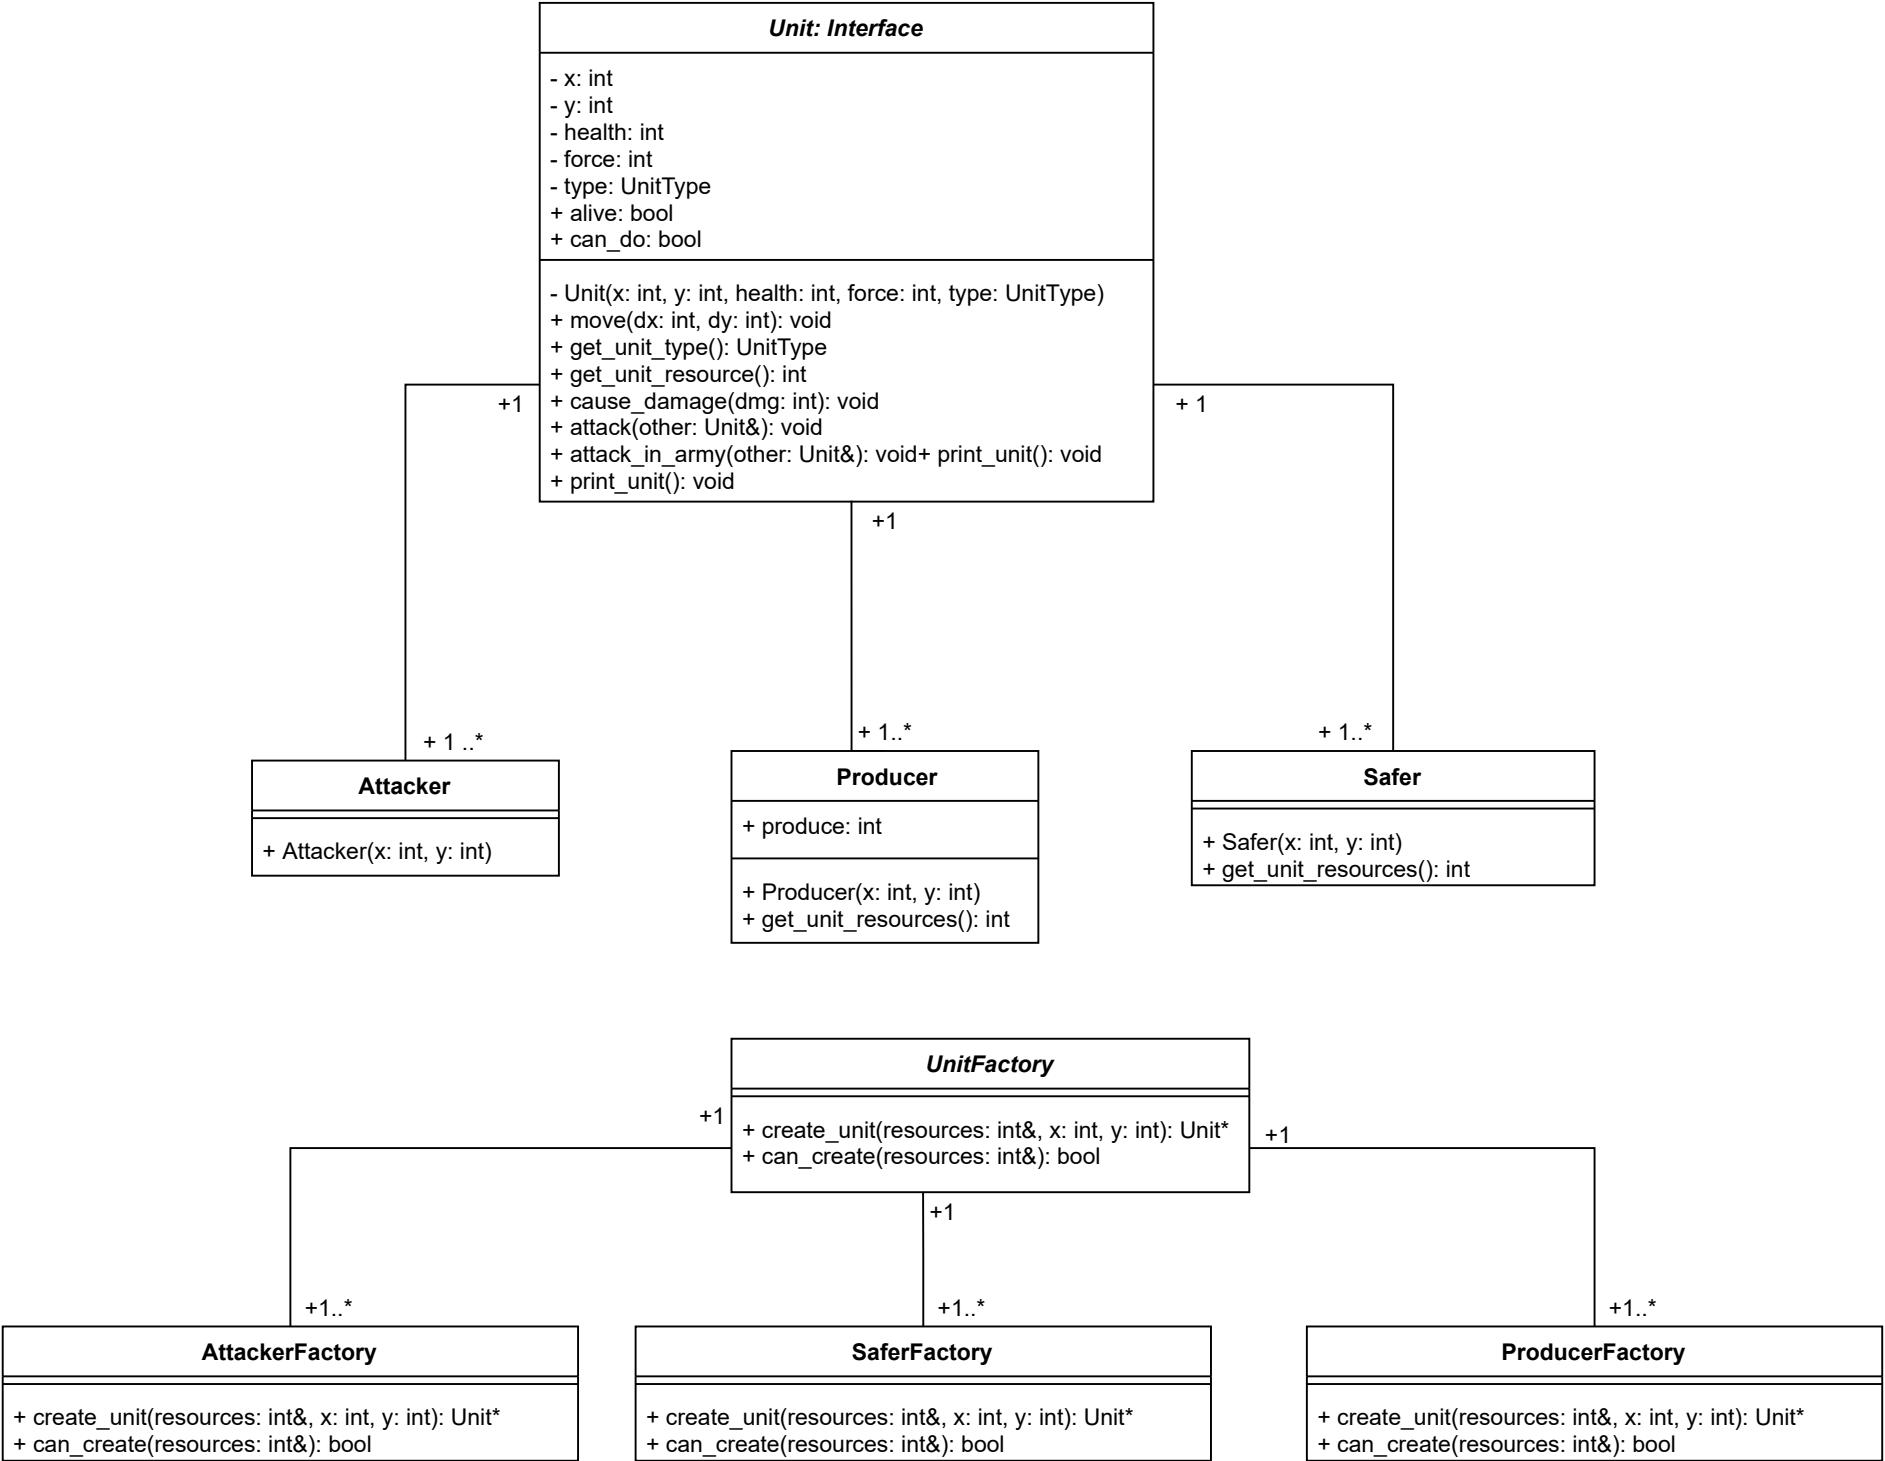 Unit: Interface
- x: int
- y: int
- health: int
- force: int
- type: UnitType
+ alive: bool
+ can_do: bool
- Unit(x: int, y: int, health: int, force: int, type: UnitType)
+ move(dx: int, dy: int): void
+ get_unit_type(): UnitType
+ get_unit_resource(): int
+ cause_damage(dmg: int): void
+ attack(other: Unit&): void
+ attack_in_army(other: Unit&): void+ print_unit(): void
+ print_unit(): void
+1
+ 1
+1
+ 1 ..*
+ 1..*
+ 1..*
Attacker
+ Attacker(x: int, y: int)
Producer
+ produce: int
+ Producer(x: int, y: int)
+ get_unit_resources(): int
Safer
+ Safer(x: int, y: int)
+ get_unit_resources(): int
UnitFactory
+ create_unit(resources: int&, x: int, y: int): Unit*
+ can_create(resources: int&): bool
+1
+1
+1
+1..*
+1..*
+1..*
AttackerFactory
+ create_unit(resources: int&, x: int, y: int): Unit*
+ can_create(resources: int&): bool
SaferFactory
+ create_unit(resources: int&, x: int, y: int): Unit*
+ can_create(resources: int&): bool
ProducerFactory
+ create_unit(resources: int&, x: int, y: int): Unit*
+ can_create(resources: int&): bool